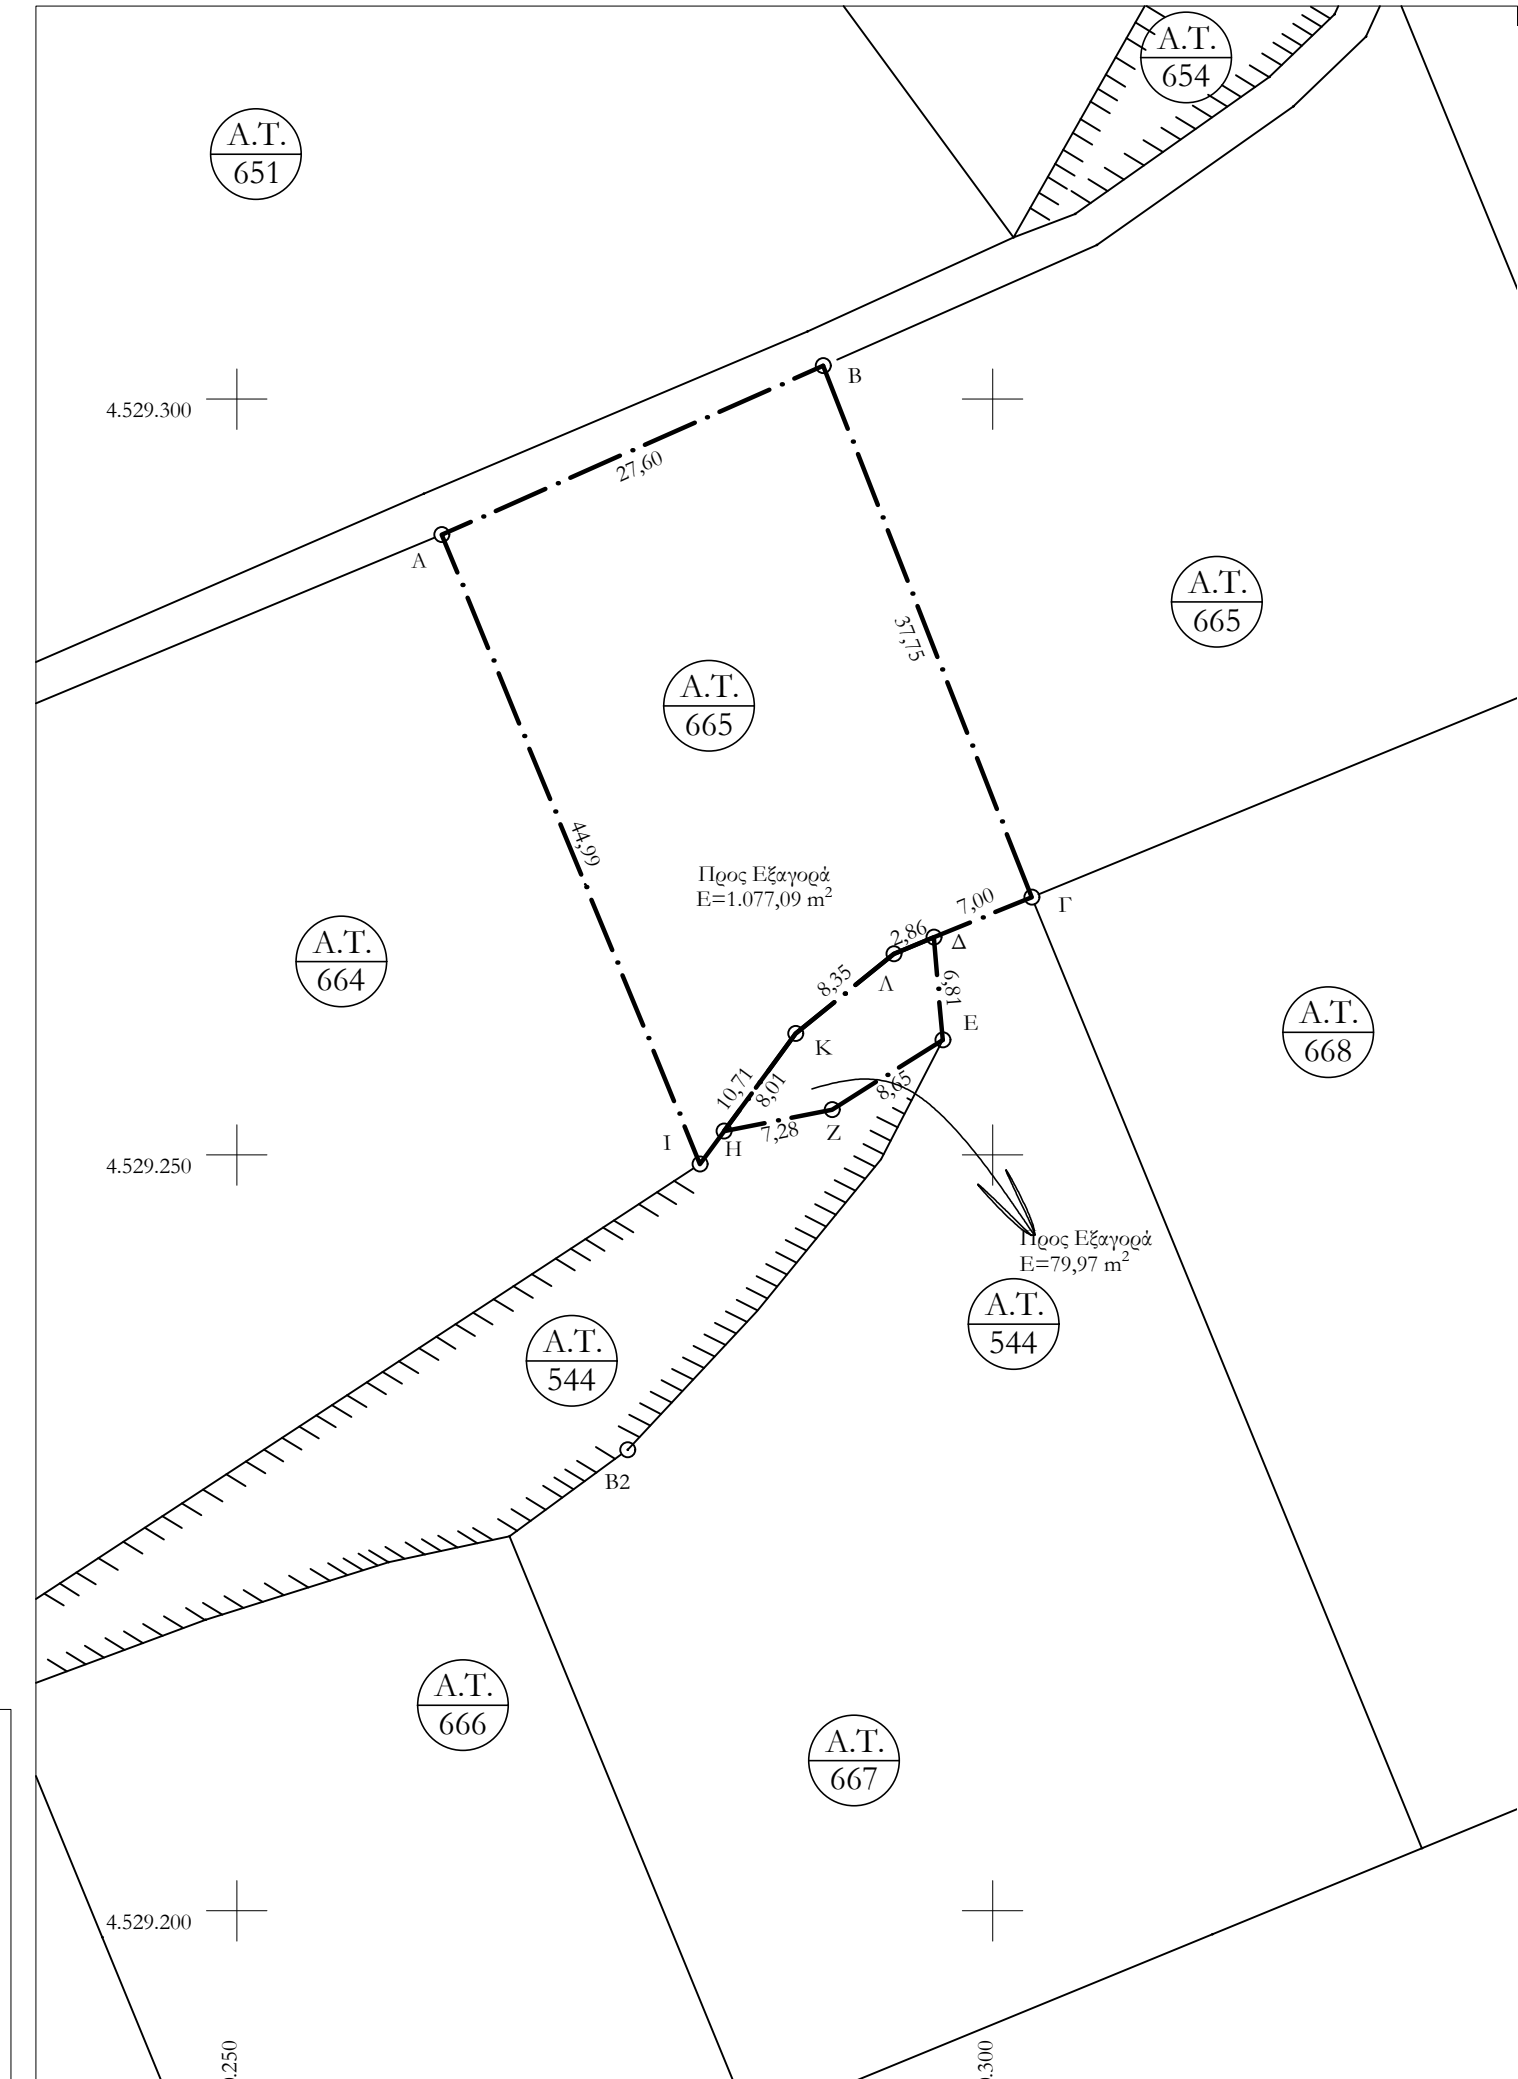 Α.Τ.
654
Α.Τ.
651
Β
4.529.300
27,60
Α
Α.Τ.
665
37,75
Α.Τ.
665
44,99
Προς Εξαγορά
Ε=1.077,09 m²
7,00
Γ
2,86
Δ
Α.Τ.
664
Λ
8,35
6,81
Ε
Α.Τ.
668
Κ
10,71
8,01
8,65
Ζ
7,28
Η
Ι
4.529.250
Προς Εξαγορά
Ε=79,97 m²
Α.Τ.
544
Α.Τ.
544
Β2
Α.Τ.
666
Α.Τ.
667
4.529.200
.250
.300